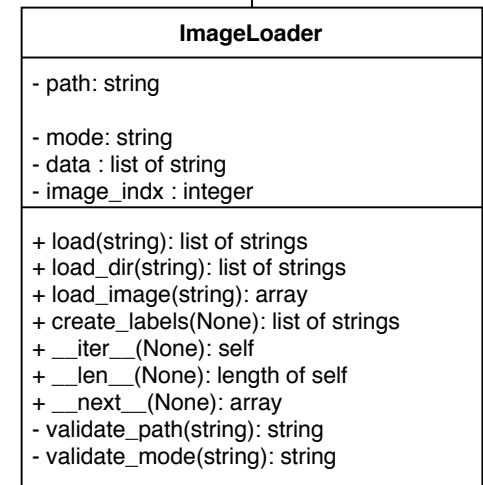 ImageLoader
- path: string
- mode: string
- data : list of string
- image_indx : integer
+ load(string): list of strings
+ load_dir(string): list of strings
+ load_image(string): array
+ create_labels(None): list of strings
+ __iter__(None): self
+ __len__(None): length of self
+ __next__(None): array
- validate_path(string): string
- validate_mode(string): string